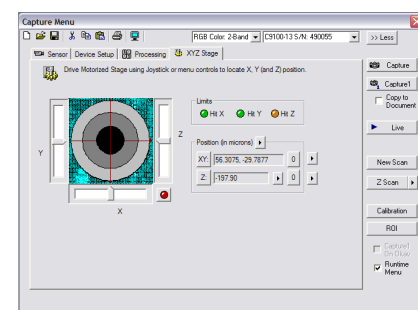 Capture Menu
RGB Color: 2-Band
C9100-13 S/N: 490055
>> Less
Sensor
Device Setup
Processing
XYZ Stage
Drive Motorized Stage using Joystick or menu controls to locate X, Y (and Z) position.
Y
Z
X
Limits
Hit X
Hit Y
Hit Z
Position (in microns)
XY:
56.3075, -29.7877
0
Z:
-197.90
0
Capture
Capture1
Copy to
Document
Live
New Scan
Z Scan
Calibration
ROI
Capture1
On Okay
Runtime
Menu